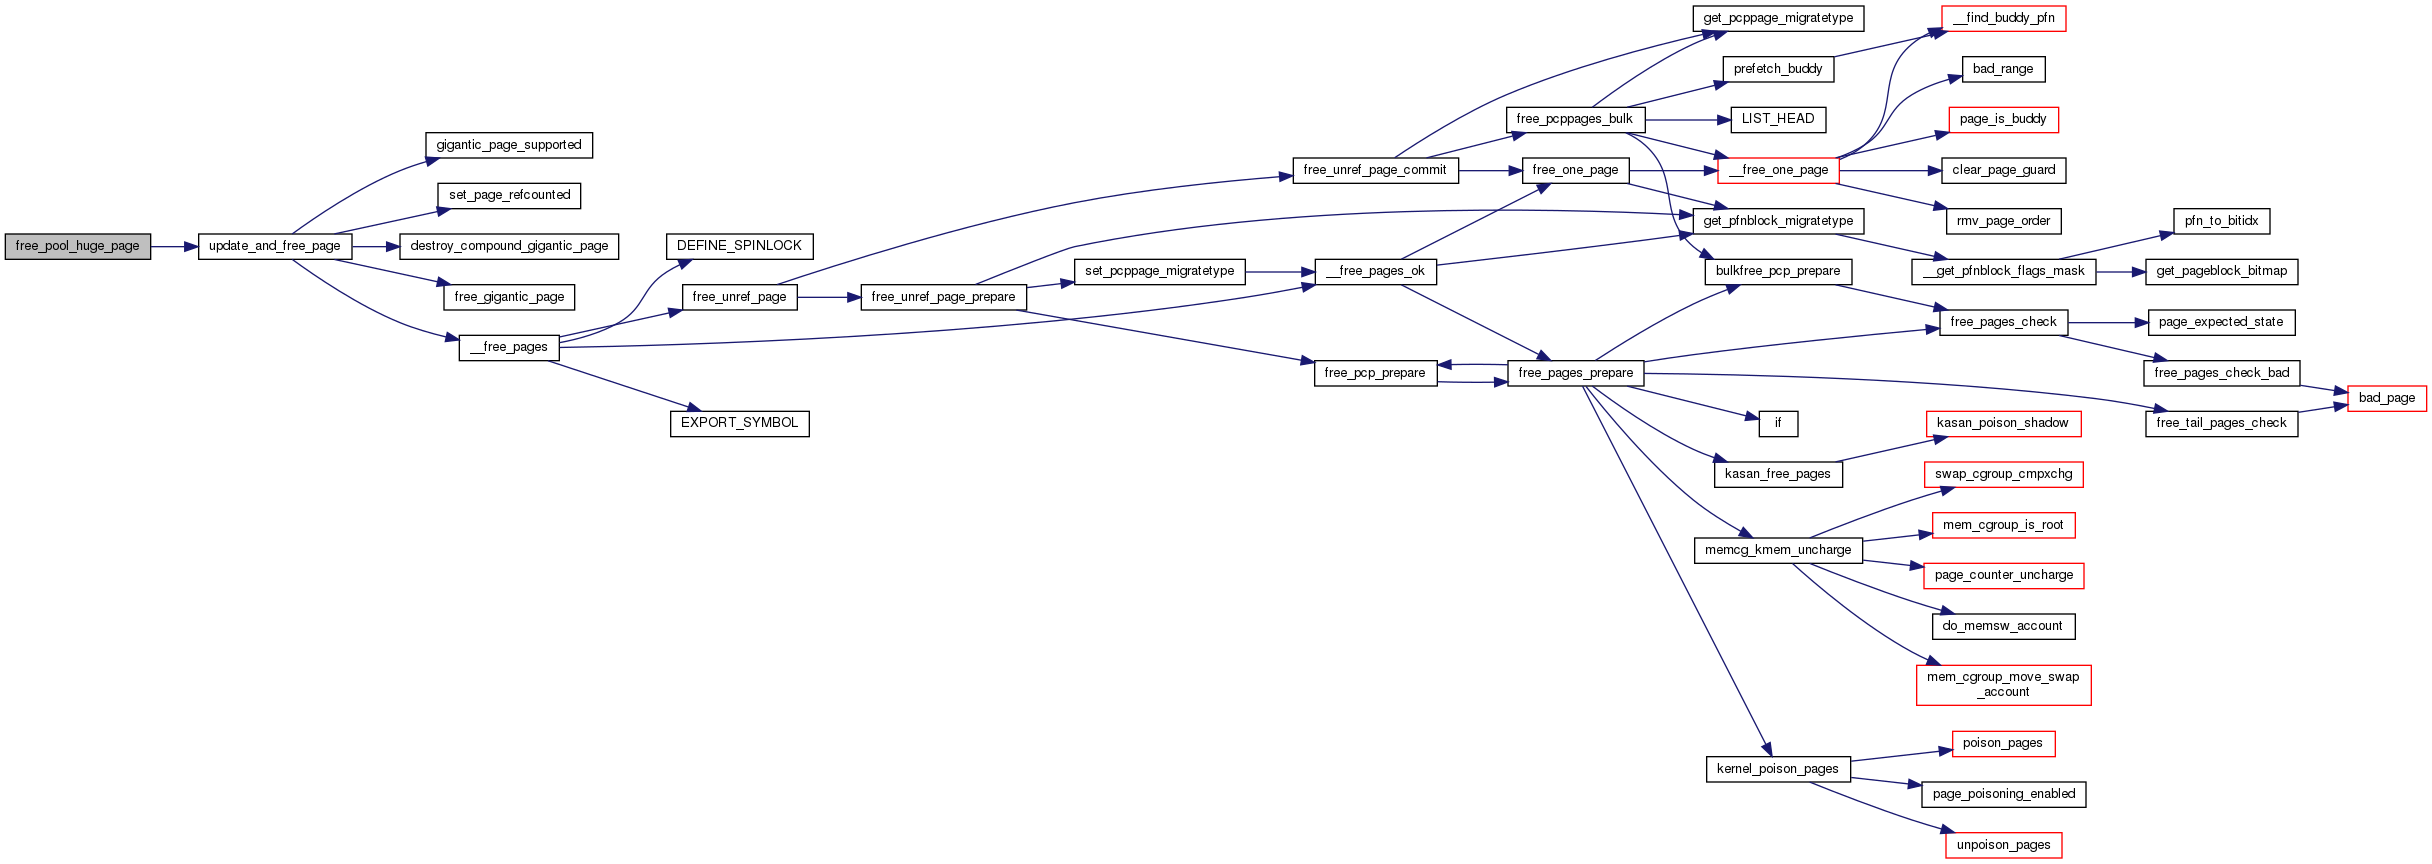 free_pool_huge_page
update_and_free_page
gigantic_page_supported
set_page_refcounted
destroy_compound_gigantic_page
free_gigantic_page
__free_pages
DEFINE_SPINLOCK
free_unref_page
EXPORT_SYMBOL
free_unref_page_prepare
set_pcppage_migratetype
free_unref_page_commit
__free_pages_ok
free_pcp_prepare
free_pcppages_bulk
free_one_page
free_pages_prepare
get_pcppage_migratetype
prefetch_buddy
LIST_HEAD
__free_one_page
get_pfnblock_migratetype
bulkfree_pcp_prepare
if
kasan_free_pages
memcg_kmem_uncharge
kernel_poison_pages
__find_buddy_pfn
bad_range
page_is_buddy
clear_page_guard
rmv_page_order
__get_pfnblock_flags_mask
free_pages_check
kasan_poison_shadow
swap_cgroup_cmpxchg
mem_cgroup_is_root
page_counter_uncharge
do_memsw_account
mem_cgroup_move_swap
_account
poison_pages
page_poisoning_enabled
unpoison_pages
pfn_to_bitidx
get_pageblock_bitmap
page_expected_state
free_pages_check_bad
free_tail_pages_check
bad_page